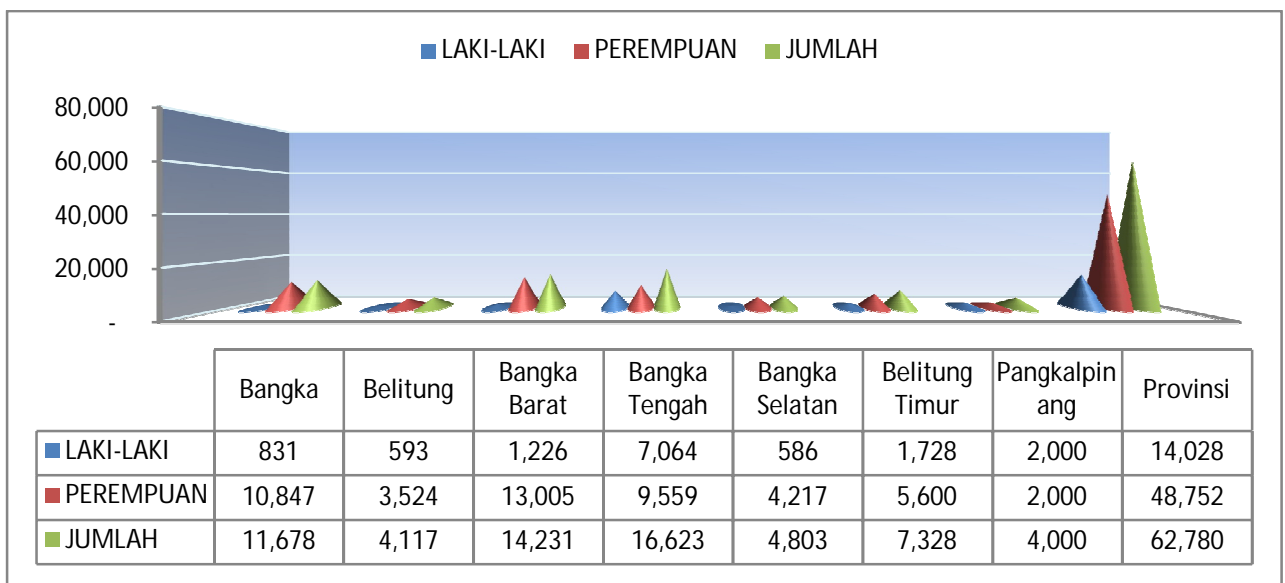 LAKI-LAKI PEREMPUAN JUMLAH
80,000
60,000
40,000
20,000
-
Bangka Belitung Bangka Barat Bangka Tengah Bangka Selatan Belitung Timur Pangkalpinang Provinsi
LAKI-LAKI 831 593 1,226 7,064 586 1,728 2,000 14,028
PEREMPUAN 10,847 3,524 13,005 9,559 4,217 5,600 2,000 48,752
JUMLAH 11,678 4,117 14,231 16,623 4,803 7,328 4,000 62,780